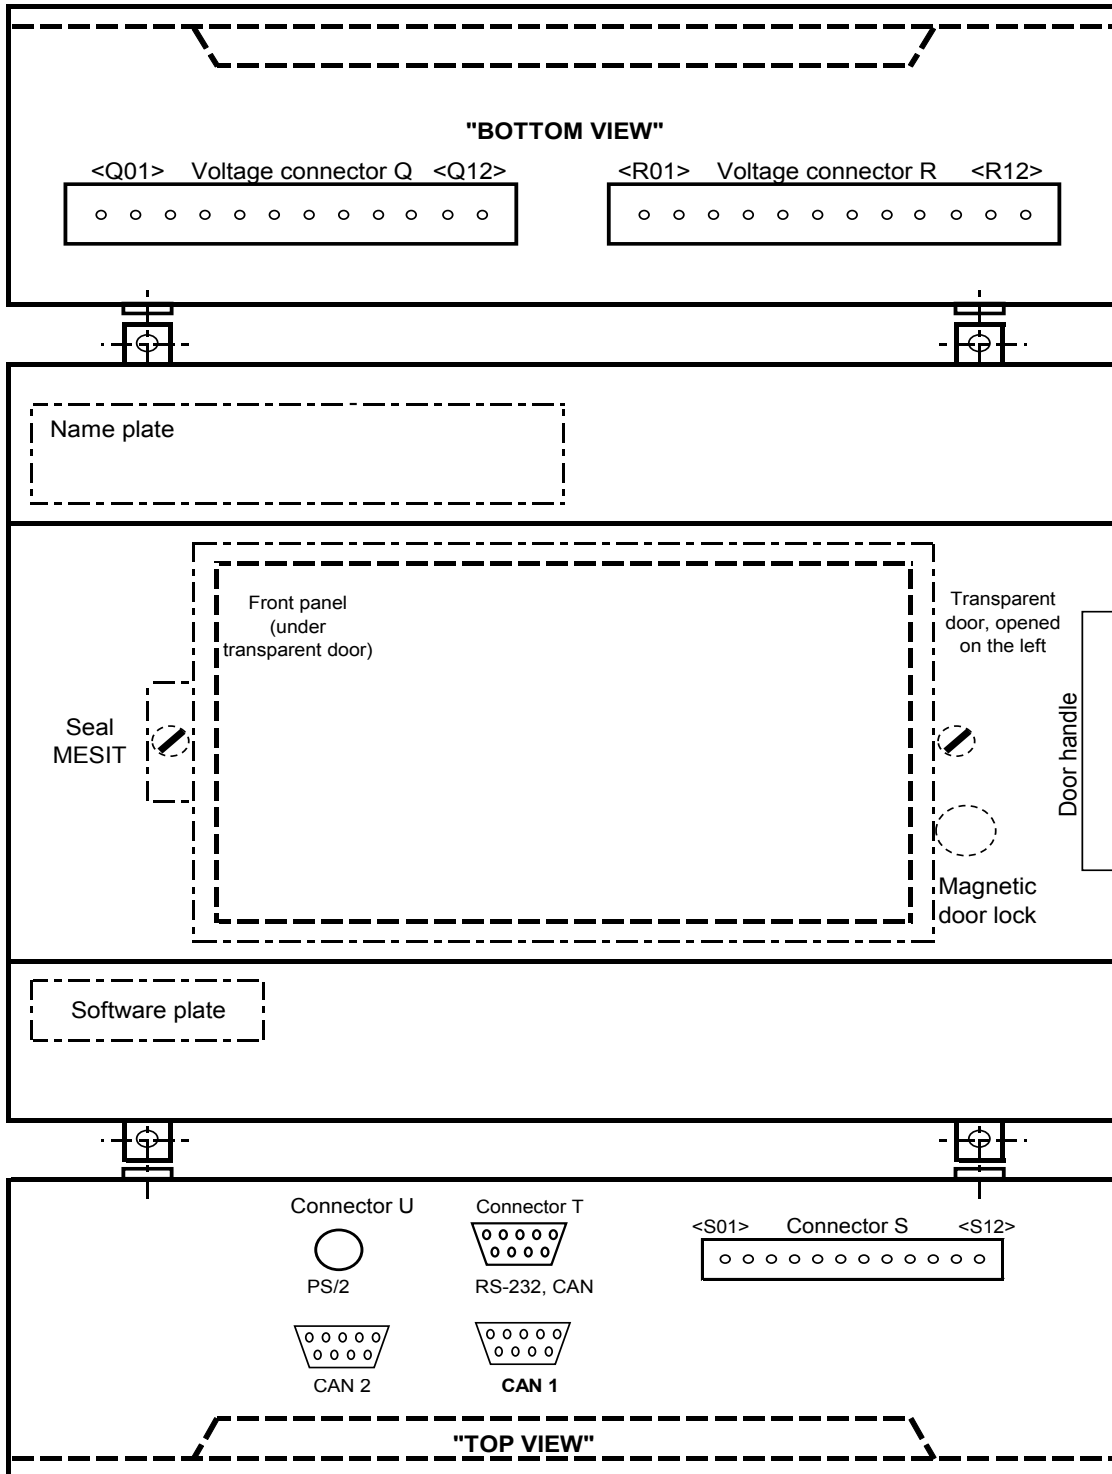 "BOTTOM VIEW"
<Q01> Voltage connector Q <Q12>
<R01> Voltage connector R <R12>
Name plate
Front panel
(under
transparent door)
Transparent
door, opened
on the left
Seal
MESIT
Door handle
Magnetic
door lock
Software plate
Connector U
PS/2
Connector T
RS-232, CAN
<S01> Connector S <S12>
CAN 2
CAN 1
"TOP VIEW"